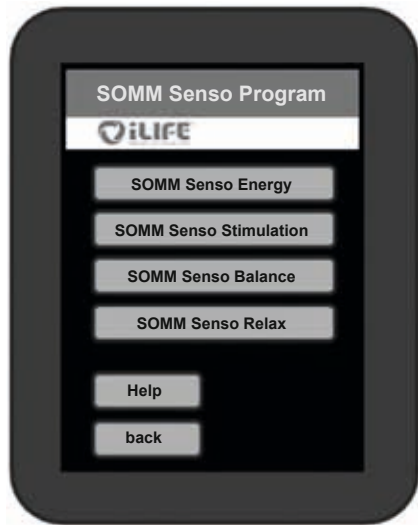 SOMM Senso Program
iLIFE
SOMM Senso Energy
SOMM Senso Stimulation
SOMM Senso Balance
SOMM Senso Relax
Help
back